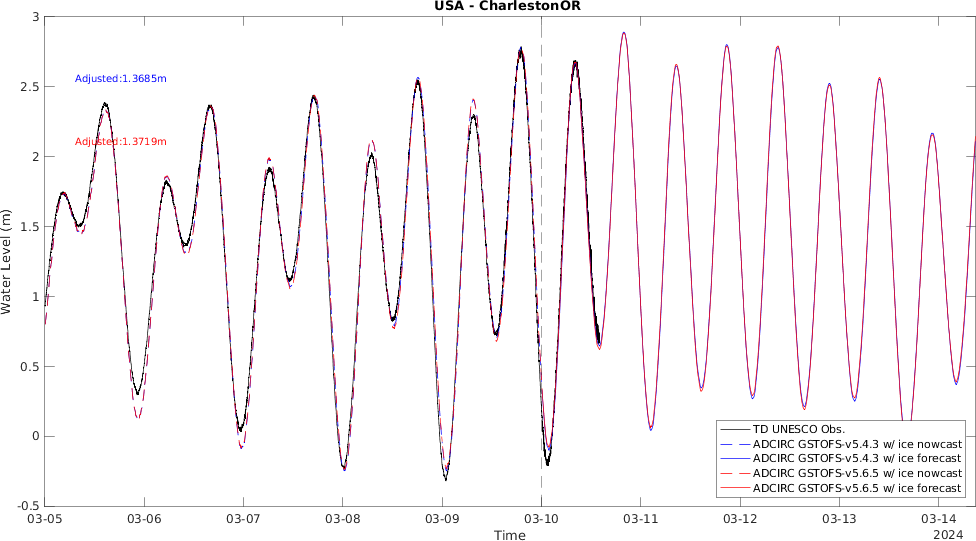 USA - CharlestonOR
3
2.5
2
1.5
1
0.5
0
-0.5
Water Level (m)
Adjusted:1.3685m
Adjusted:1.3719m
TD UNESCO Obs.
ADCIRC GSTOFS-v5.4.3 w/ ice nowcast
ADCIRC GSTOFS-v5.4.3 w/ ice forecast
ADCIRC GSTOFS-v5.6.5 w/ ice nowcast
ADCIRC GSTOFS-v5.6.5 w/ ice forecast
03-05 03-06 03-07 03-08 03-09 03-10 03-11 03-12 03-13 03-14
Time
2024